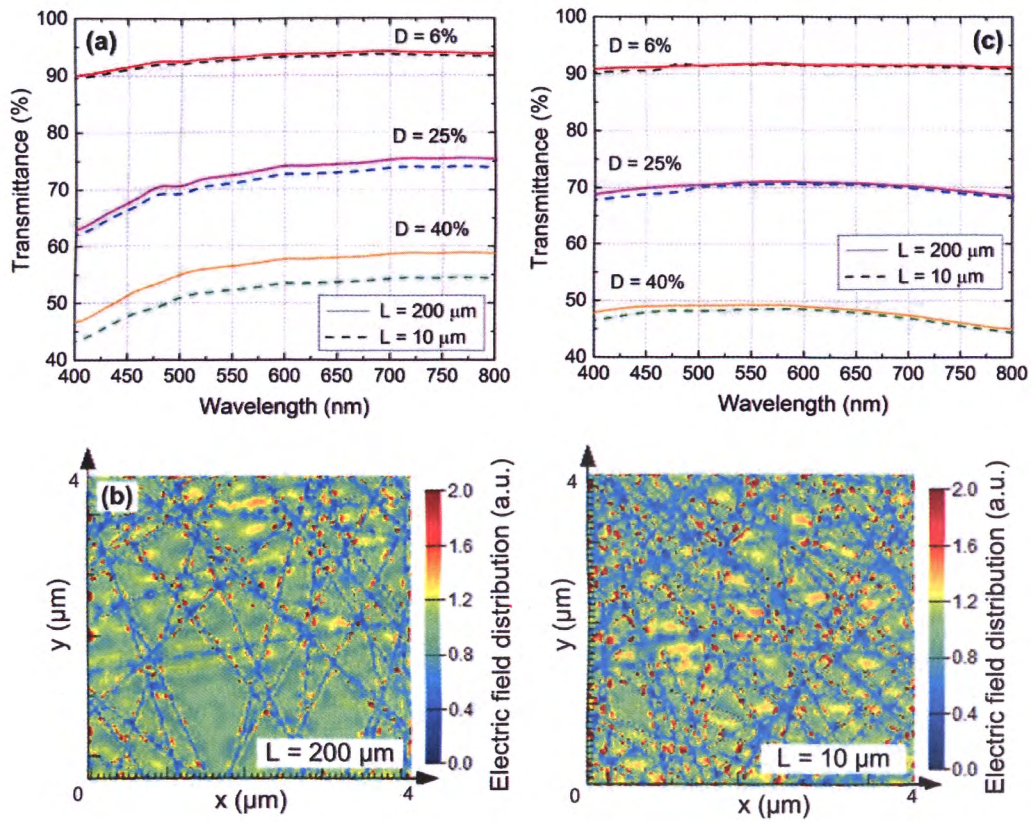 (a)
Transmittance (%)
100
90
80
70
60
50
40
D = 6%
D = 25%
D = 40%
L = 200 μm
L = 10 μm
400 450 500 550 600 650 700 750 800
Wavelength (nm)
(c)
Transmittance (%)
100
90
80
70
60
50
40
D = 6%
D = 25%
D = 40%
L = 200 μm
L = 10 μm
400 450 500 550 600 650 700 750 800
Wavelength (nm)
(b)
y (μm)
4
L = 200 μm
0
x (μm)
4
2.0
1.6
1.2
0.8
0.4
0.0
Electric field distribution (a.u.)
y (μm)
4
L = 10 μm
0
x (μm)
4
2.0
1.6
1.2
0.8
0.4
0.0
Electric field distribution (a.u.)